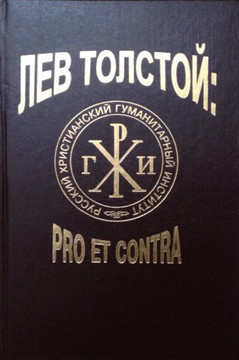 ЛЕВ ТОЛСТОЙ:
РУССКИЙ ХРИСТИАНСКИЙ ГУМАНИТАРНЫЙ ИНСТИТУТ
Г И
PRO ET CONTRA